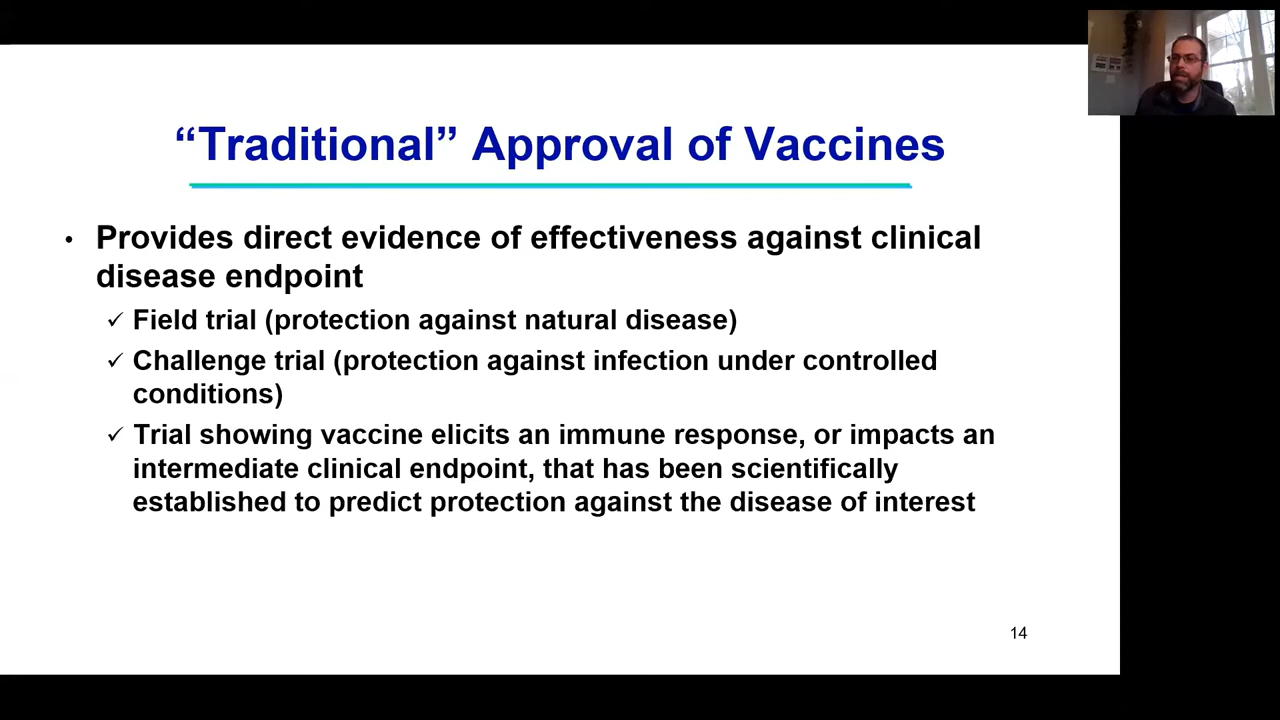 “Traditional” Approval of Vaccines
• Provides direct evidence of effectiveness against clinical
disease endpoint
✓ Field trial (protection against natural disease)
✓ Challenge trial (protection against infection under controlled
conditions)
✓ Trial showing vaccine elicits an immune response, or impacts an
intermediate clinical endpoint, that has been scientifically
established to predict protection against the disease of interest
14